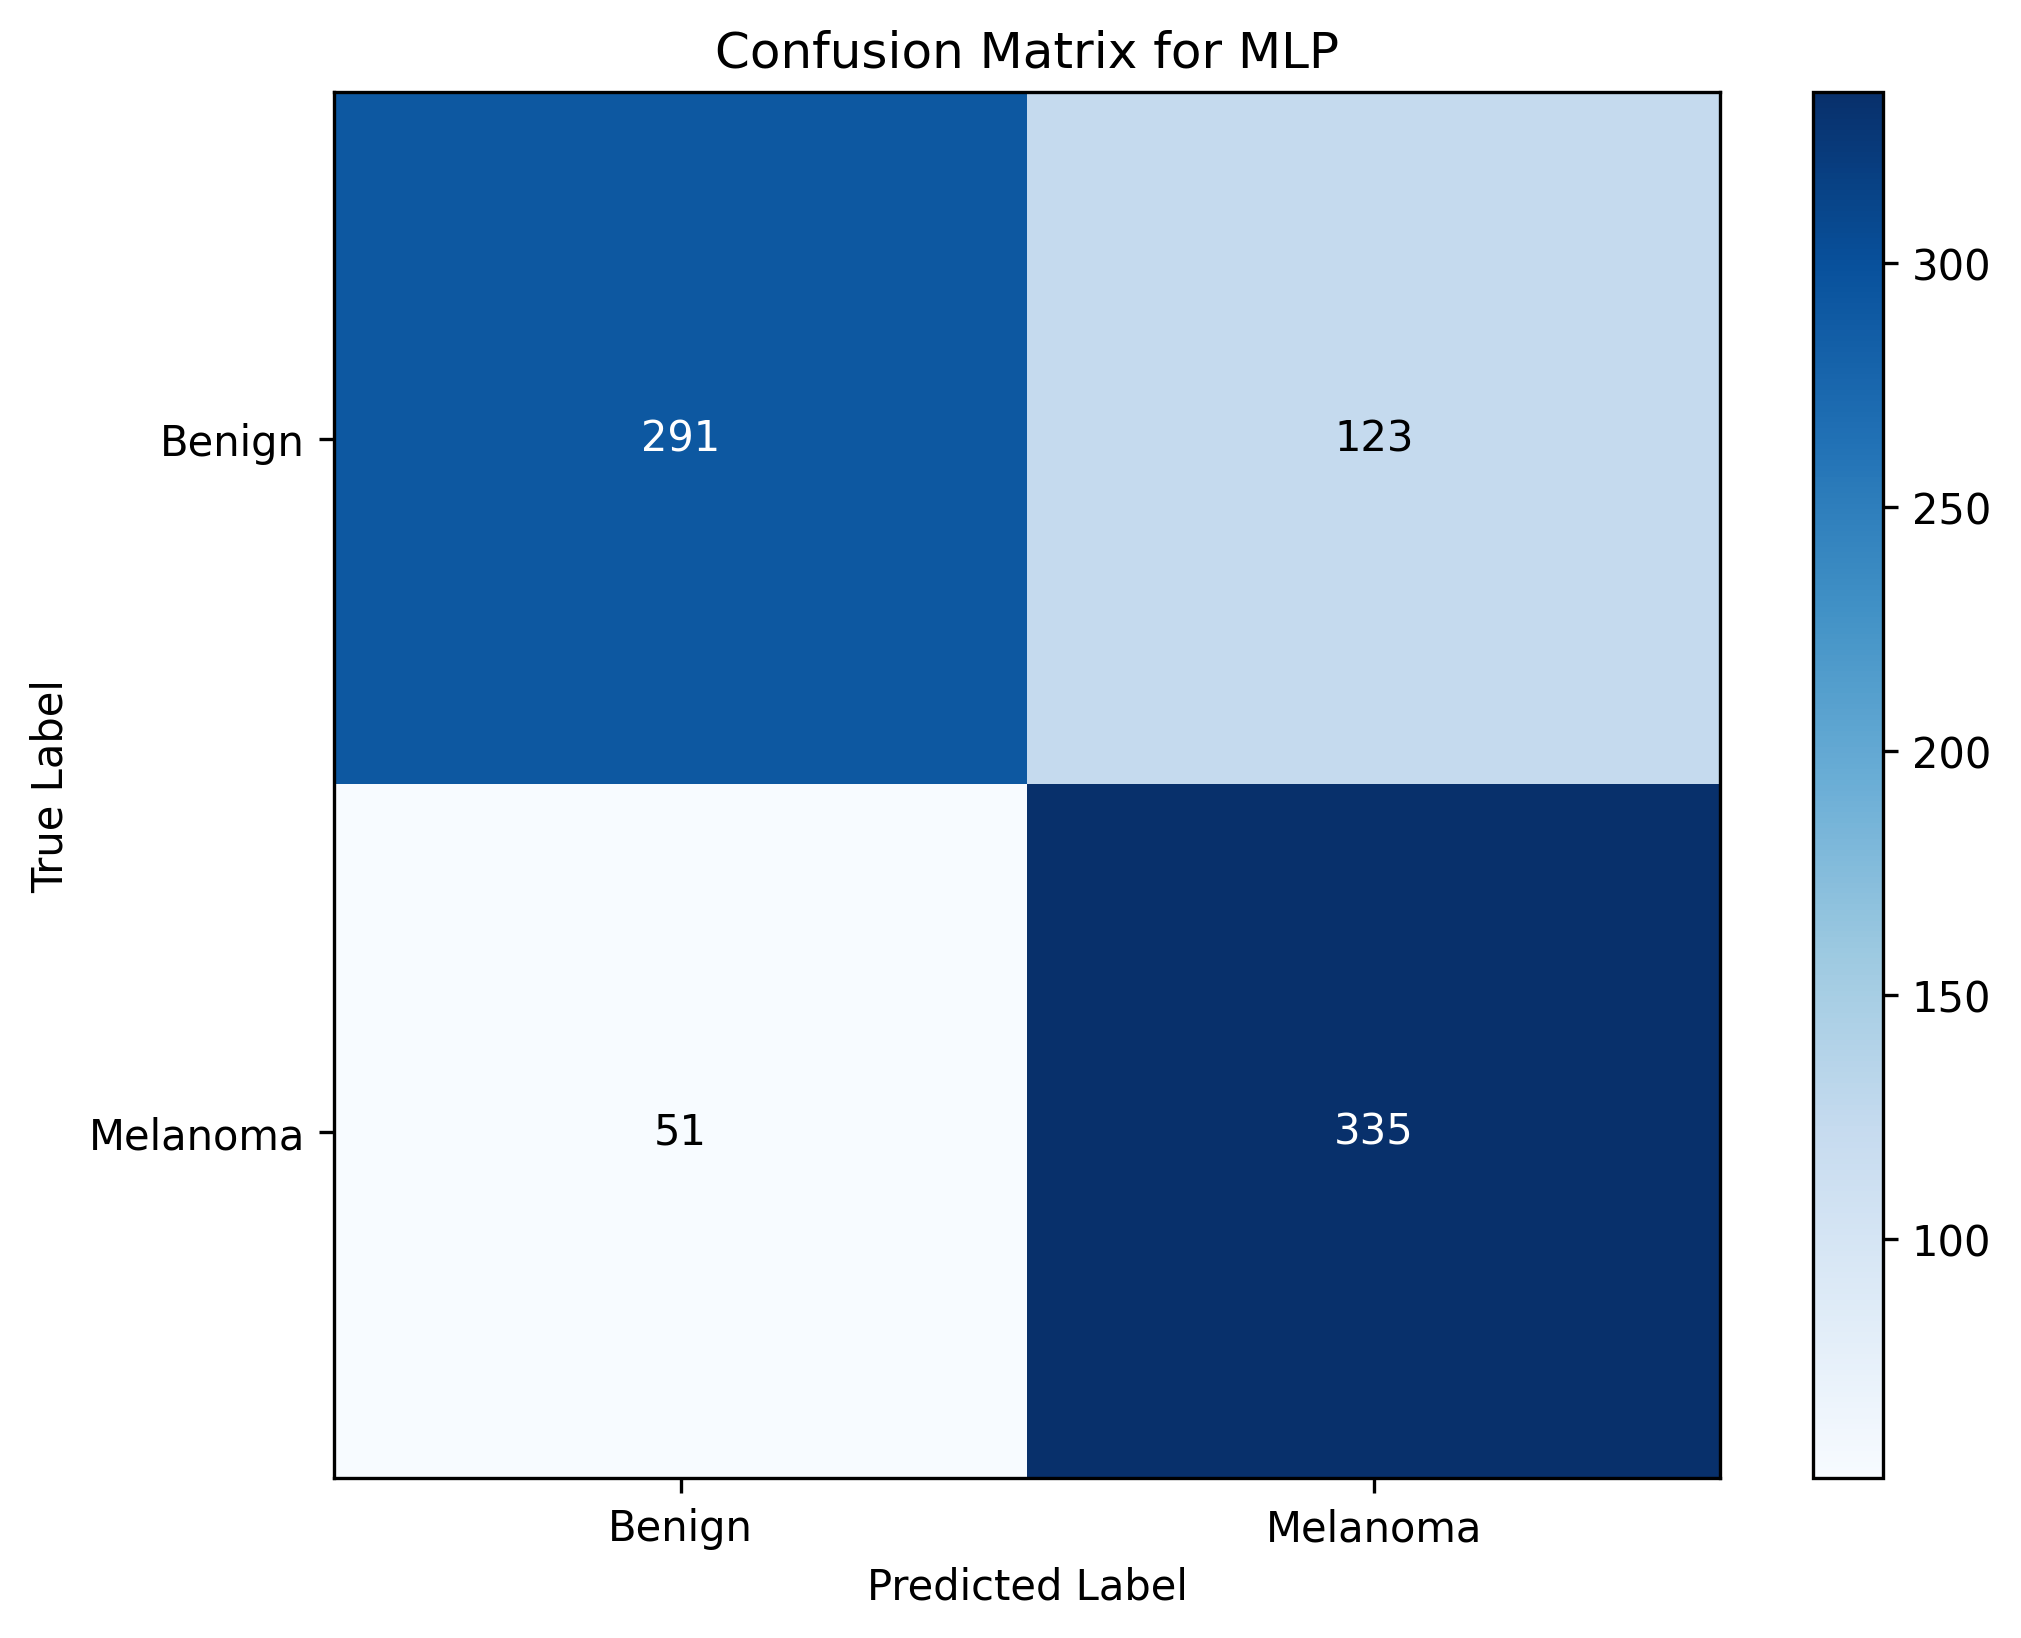 Confusion Matrix for MLP
Benign
291
123
Melanoma
51
335
Benign
Melanoma
Predicted Label
True Label
300
250
200
150
100